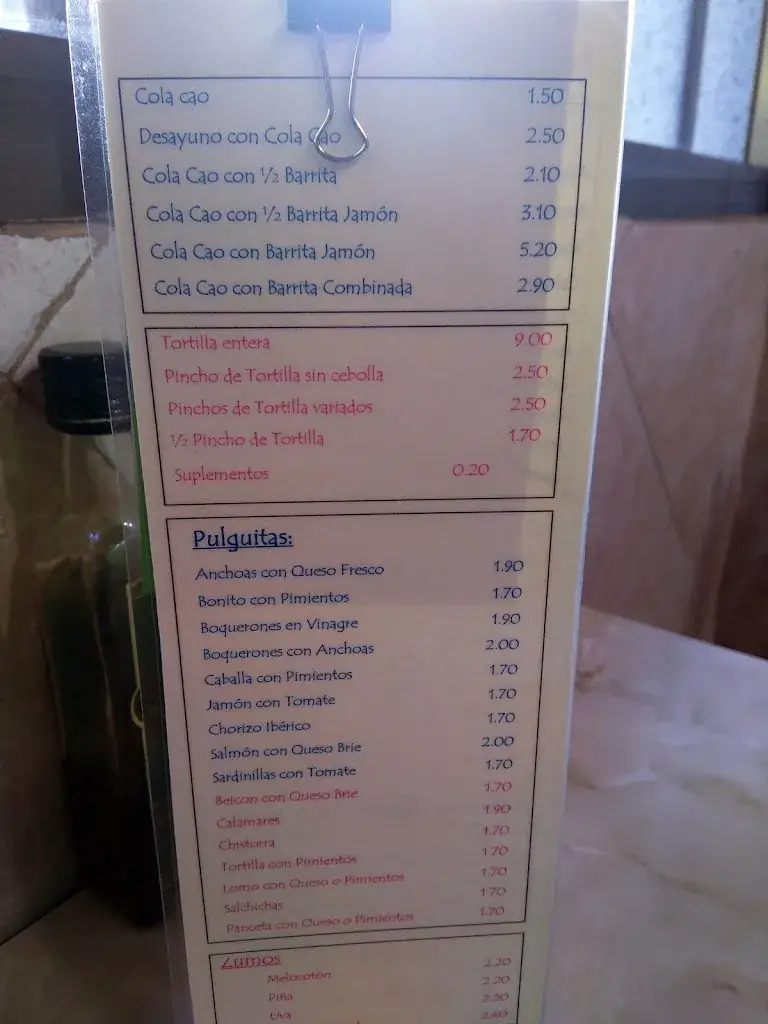 Cola cao 1.50
Desayuno con Cola Cao 2.50
Cola Cao con ½ Barrita 2.10
Cola Cao con ½ Barrita Jamón 3.10
Cola Cao con Barrita Jamón 5.20
Cola Cao con Barrita Combinada 2.90
Tortilla entera 9.00
Pincho de Tortilla sin cebolla 2.50
Pinchos de Tortilla variados 2.50
½ Pincho de Tortilla 1.70
Suplementos 0.20
Pulguitas:
Anchoas con Queso Fresco 1.90
Bonito con Pimientos 1.70
Boquerones en Vinagre 1.90
Boquerones con Anchoas 2.00
Caballa con Pimientos 1.70
Jamón con Tomate 1.70
Chorizo Ibérico 1.70
Salmón con Queso Brie 2.00
Sardinillas con Tomate 1.70
Beicon con Queso Brie 1.70
Calamares 1.90
Chistorra 1.70
Tortilla con Pimientos 1.70
Lomo con Queso o Pimientos 1.70
Salchichas 1.70
Panceta con Queso o Pimientos 1.70
Zumos 2.20
Melocotón 2.20
Piña 2.20
Uva